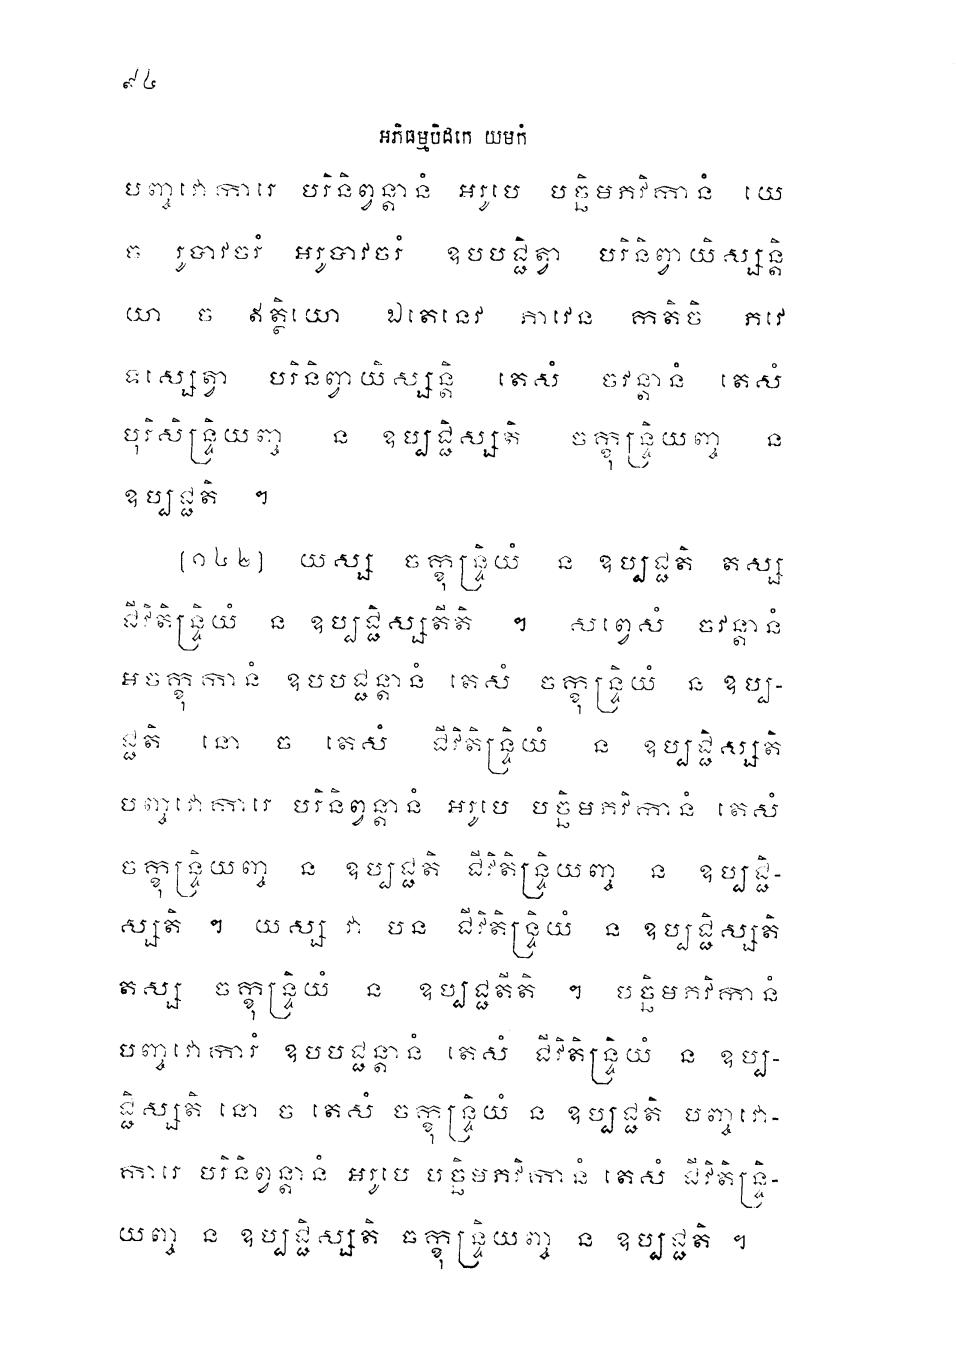 ៩៤
អភិធម្មបិដកេ យមកំ
បញ្ចវោការេ បរិនិព្វន្តានំ អរូបេ បច្ឆិមភវិកានំ យេ
ច រូបាវចរំ អរូបាវចរំ ឧបបជ្ជិត្វា បរិនិព្វាយិស្សន្តិ
យា ច ឥត្ថិយោ ឯតេនេវ ភាវេន កតិចិ ភវេ
ទស្សេត្វា បរិនិព្វាយិស្សន្តិ តេសំ ចវន្តានំ តេសំ
បុរិសិន្ទ្រិយញ្ច ន ឧប្បជ្ជិស្សតិ ចក្ខុន្ទ្រិយញ្ច ន
ឧប្បជ្ជតិ ។
[១៤២] យស្ស ចក្ខុន្ទ្រិយំ ន ឧប្បជ្ជតិ តស្ស
ជីវិតិន្ទ្រិយំ ន ឧប្បជ្ជិស្សតីតិ ។ សព្វេសំ ចវន្តានំ
អចក្ខុកានំ ឧបបជ្ជន្តានំ តេសំ ចក្ខុន្ទ្រិយំ ន ឧប្ប-
ជ្ជតិ នោ ច តេសំ ជីវិតិន្ទ្រិយំ ន ឧប្បជ្ជិស្សតិ
បញ្ចវោការេ បរិនិព្វន្តានំ អរូបេ បច្ឆិមភវិកានំ តេសំ
ចក្ខុន្ទ្រិយញ្ច ន ឧប្បជ្ជតិ ជីវិតិន្ទ្រិយញ្ច ន ឧប្បជ្ជិ-
ស្សតិ ។ យស្ស វា បន ជីវិតិន្ទ្រិយំ ន ឧប្បជ្ជិស្សតិ
តស្ស ចក្ខុន្ទ្រិយំ ន ឧប្បជ្ជតីតិ ។ បច្ឆិមភវិកានំ
បញ្ចវោការំ ឧបបជ្ជន្តានំ តេសំ ជីវិតិន្ទ្រិយំ ន ឧប្ប-
ជ្ជិស្សតិ នោ ច តេសំ ចក្ខុន្ទ្រិយំ ន ឧប្បជ្ជតិ បញ្ចវោ-
ការេ បរិនិព្វន្តានំ អរូបេ បច្ឆិមភវិកានំ តេសំ ជីវិតិន្ទ្រិ-
យញ្ច ន ឧប្បជ្ជិស្សតិ ចក្ខុន្ទ្រិយញ្ច ន ឧប្បជ្ជតិ ។